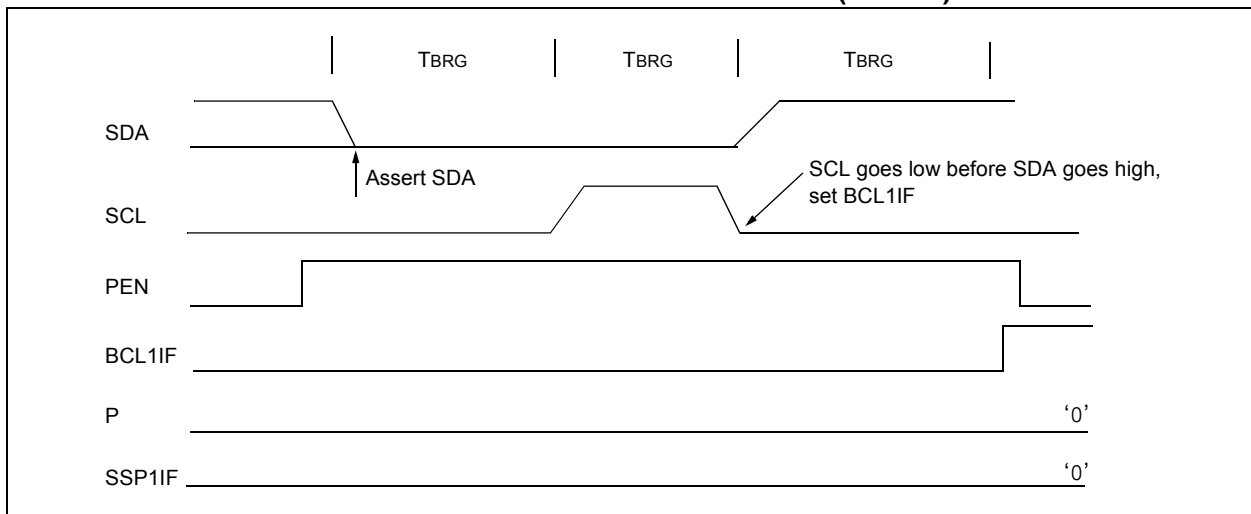 TBRG TBRG TBRG
SDA
Assert SDA
SCL goes low before SDA goes high,
set BCL1IF
SCL
PEN
BCL1IF
P '0'
SSP1IF '0'